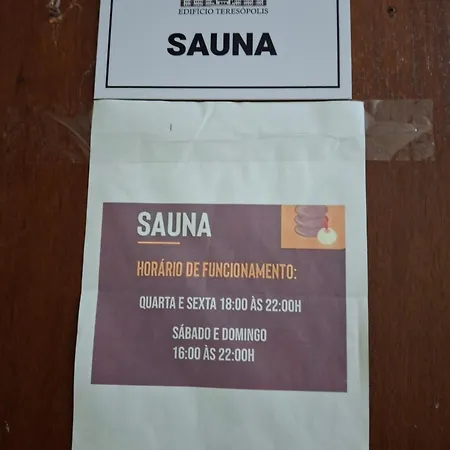 EDIFÍCIO TERESÓPOLIS
SAUNA
SAUNA
HORÁRIO DE FUNCIONAMENTO:
QUARTA E SEXTA 18:00 ÀS 22:00H
SÁBADO E DOMINGO
16:00 ÀS 22:00H